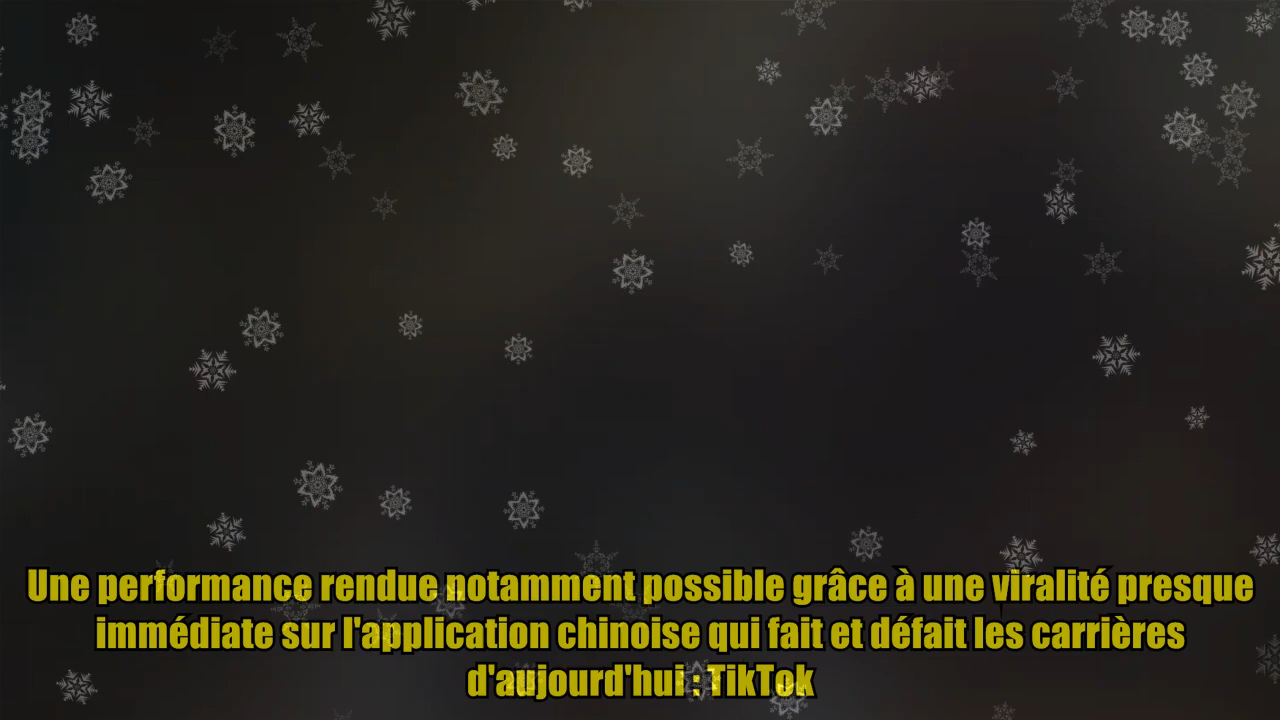 Une performance rendue notamment possible grâce à une viralité presque
immédiate sur l'application chinoise qui fait et défait les carrières
d'aujourd'hui : TikTok